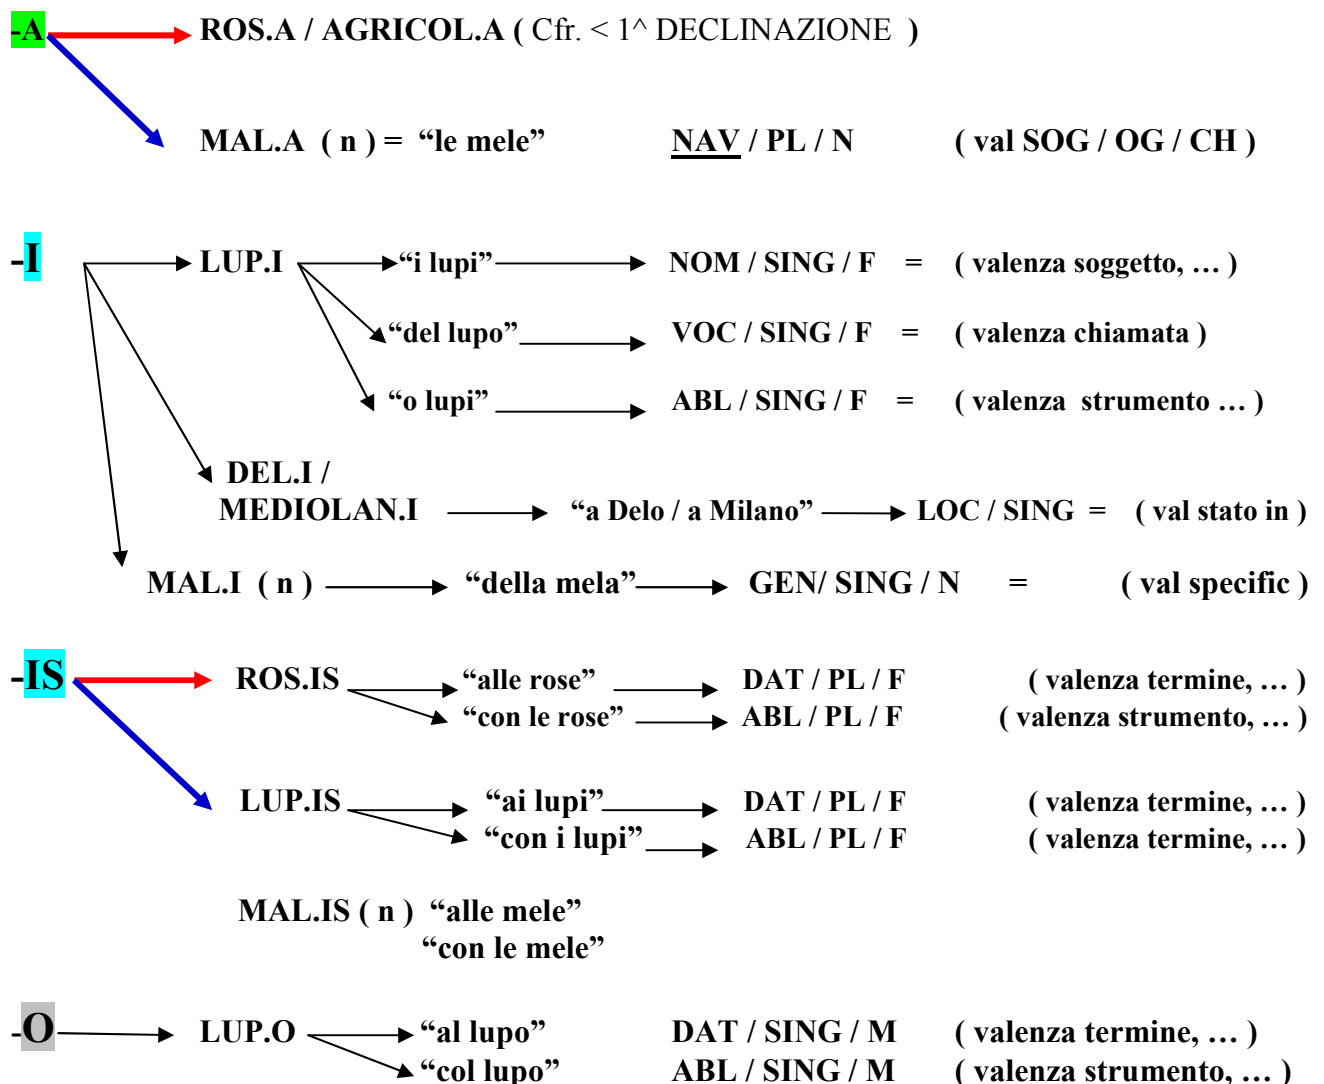 -A ROS.A / AGRICOL.A ( Cfr. < 1^ DECLINAZIONE )
MAL.A ( n ) = “le mele” NAV / PL / N ( val SOG / OG / CH )
-I LUP.I “i lupi” NOM / SING / F = ( valenza soggetto, … )
“del lupo” VOC / SING / F = ( valenza chiamata )
“o lupi” ABL / SING / F = ( valenza strumento … )
DEL.I /
MEDIOLAN.I “a Delo / a Milano” LOC / SING = ( val stato in )
MAL.I ( n ) “della mela” GEN/ SING / N = ( val specific )
-IS ROS.IS “alle rose” DAT / PL / F ( valenza termine, … )
“con le rose” ABL / PL / F ( valenza strumento, … )
LUP.IS “ai lupi” DAT / PL / F ( valenza termine, … )
“con i lupi” ABL / PL / F ( valenza termine, … )
MAL.IS ( n ) “alle mele”
“con le mele”
-O LUP.O “al lupo” DAT / SING / M ( valenza termine, … )
“col lupo” ABL / SING / M ( valenza strumento, … )